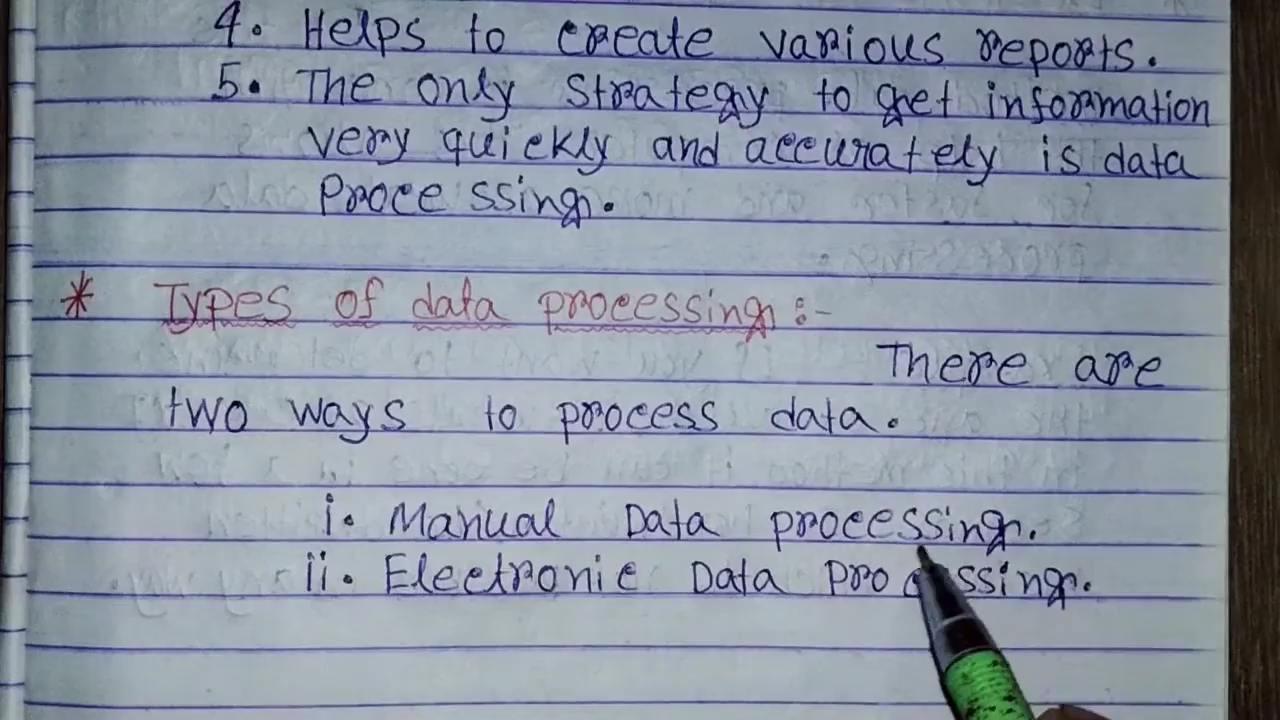 4. Helps to create various reports.
5. The only strategy to get information
very quickly and accurately is data
Processing.
* Types of data processing :-
There are
two ways to process data.
i. Manual Data processing.
ii. Electronic Data Processing.